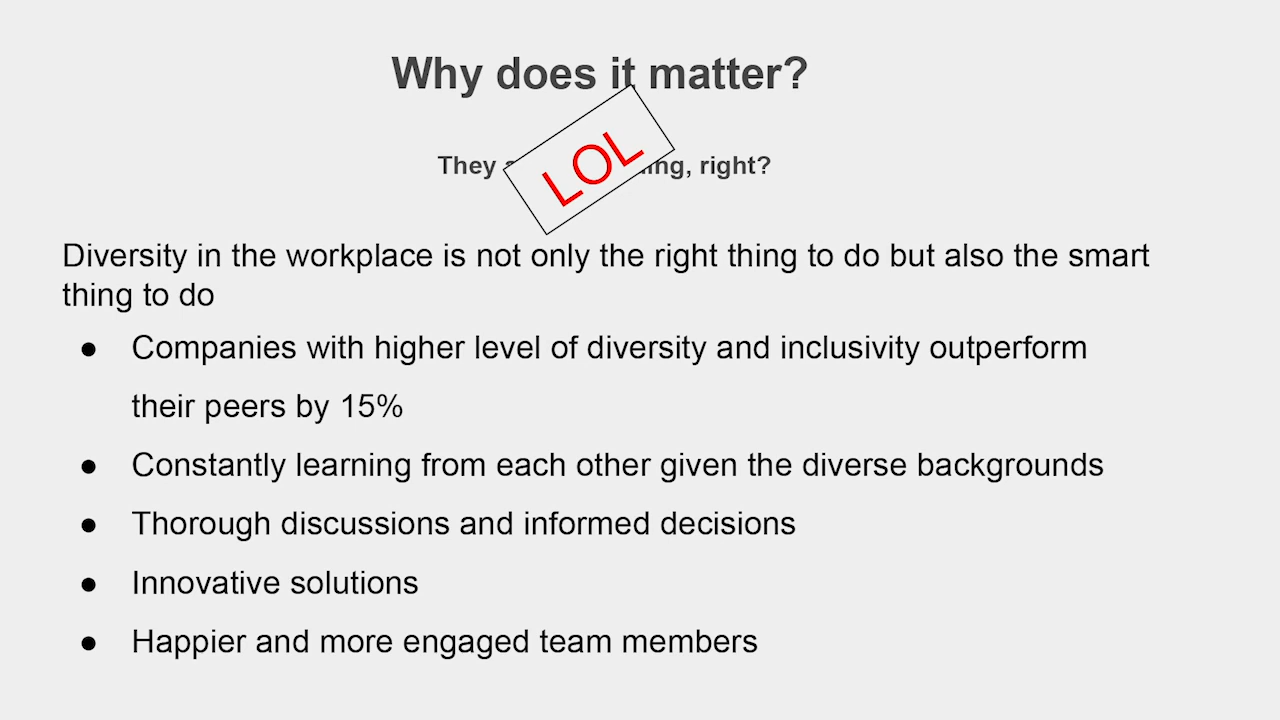 Why does it matter?
They
LOL
right?
Diversity in the workplace is not only the right thing to do but also the smart
thing to do
● Companies with higher level of diversity and inclusivity outperform
their peers by 15%
● Constantly learning from each other given the diverse backgrounds
● Thorough discussions and informed decisions
● Innovative solutions
● Happier and more engaged team members